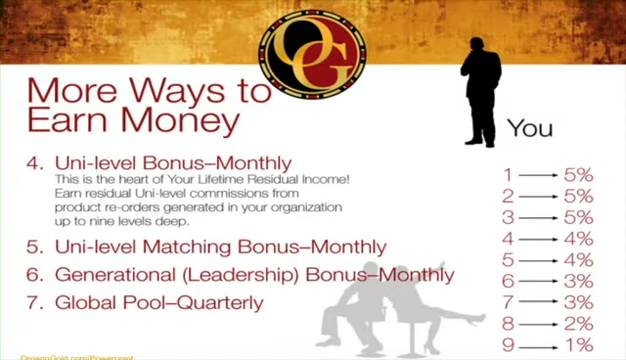 OG
More Ways to
Earn Money
You
4. Uni-level Bonus–Monthly
This is the heart of Your Lifetime Residual Income!
Earn residual Uni-level commissions from
product re-orders generated in your organization
up to nine levels deep.
5. Uni-level Matching Bonus–Monthly
6. Generational (Leadership) Bonus–Monthly
7. Global Pool–Quarterly
1 → 5%
2 → 5%
3 → 5%
4 → 4%
5 → 4%
6 → 3%
7 → 3%
8 → 2%
9 → 1%